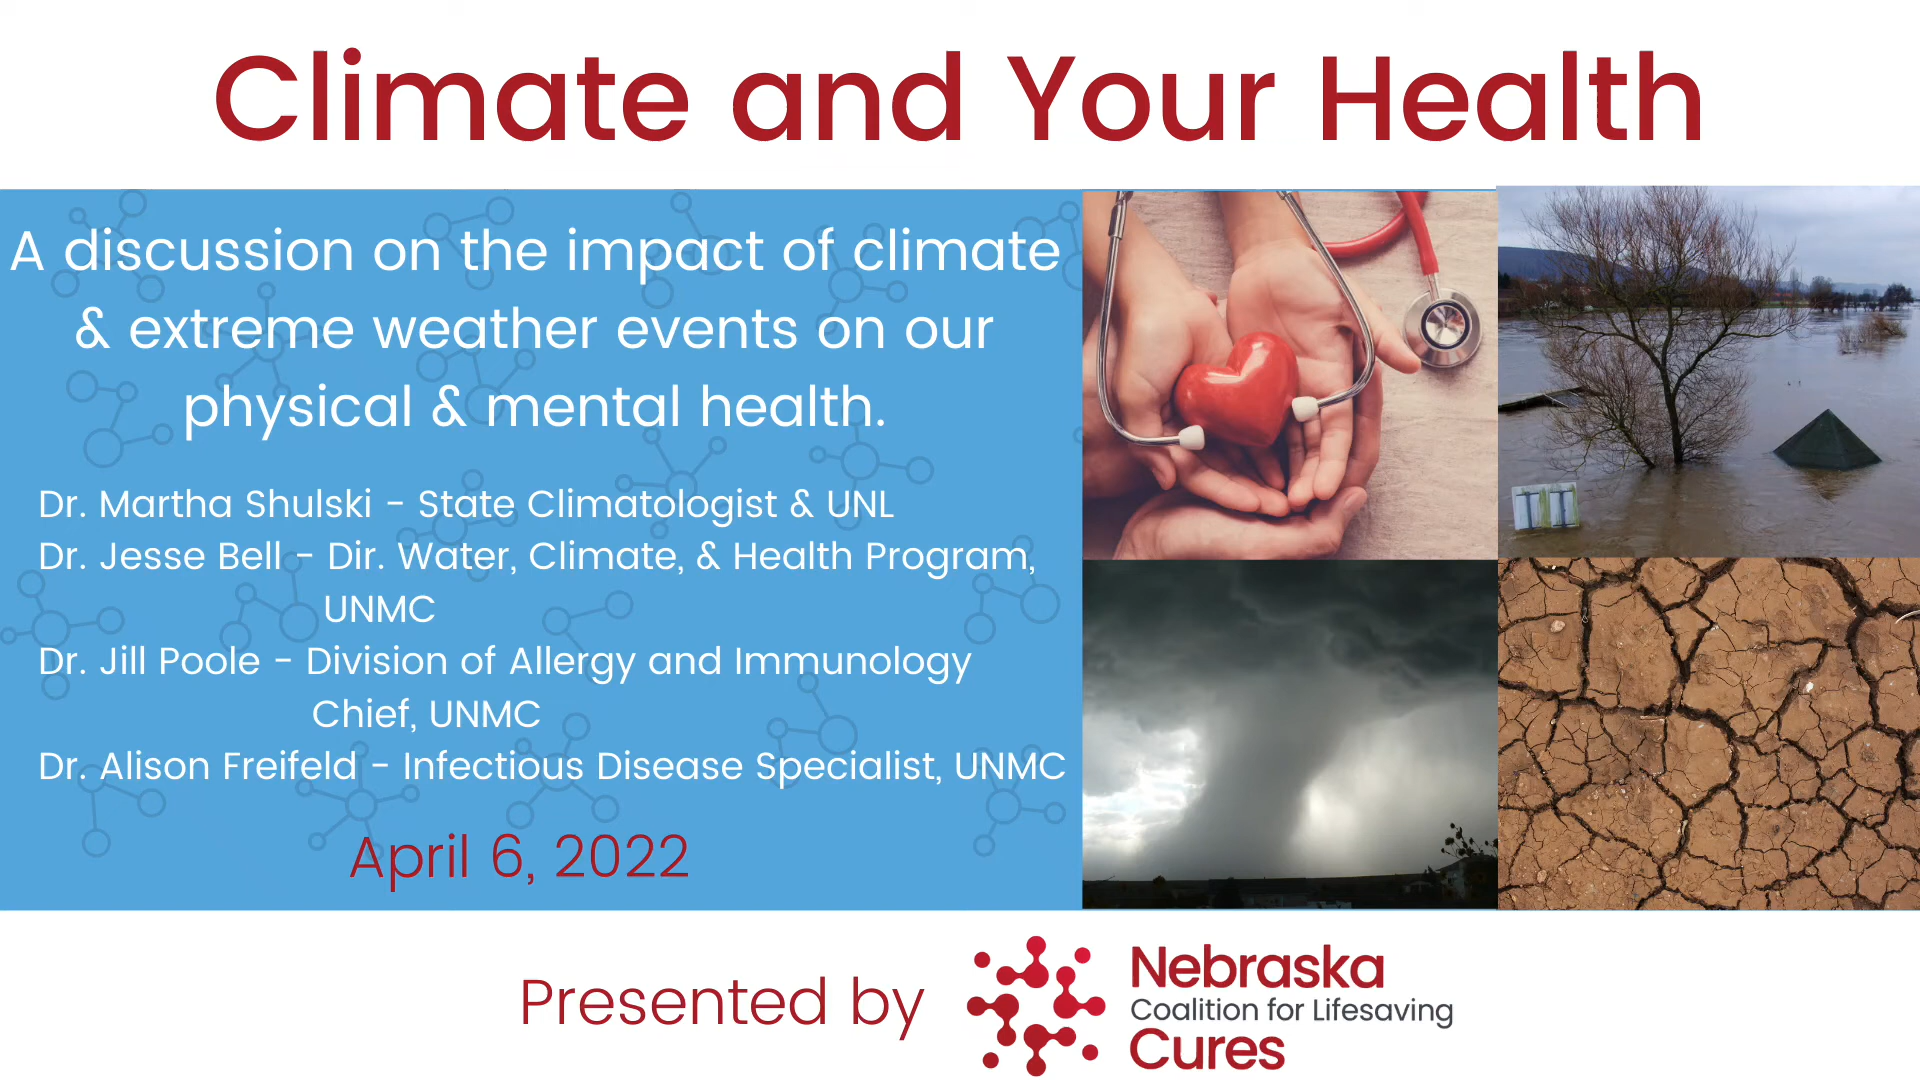 Climate and Your Health
A discussion on the impact of climate
& extreme weather events on our
physical & mental health.
Dr. Martha Shulski - State Climatologist & UNL
Dr. Jesse Bell - Dir. Water, Climate, & Health Program,
UNMC
Dr. Jill Poole - Division of Allergy and Immunology
Chief, UNMC
Dr. Alison Freifeld - Infectious Disease Specialist, UNMC
April 6, 2022
Presented by
Nebraska
Coalition for Lifesaving
Cures